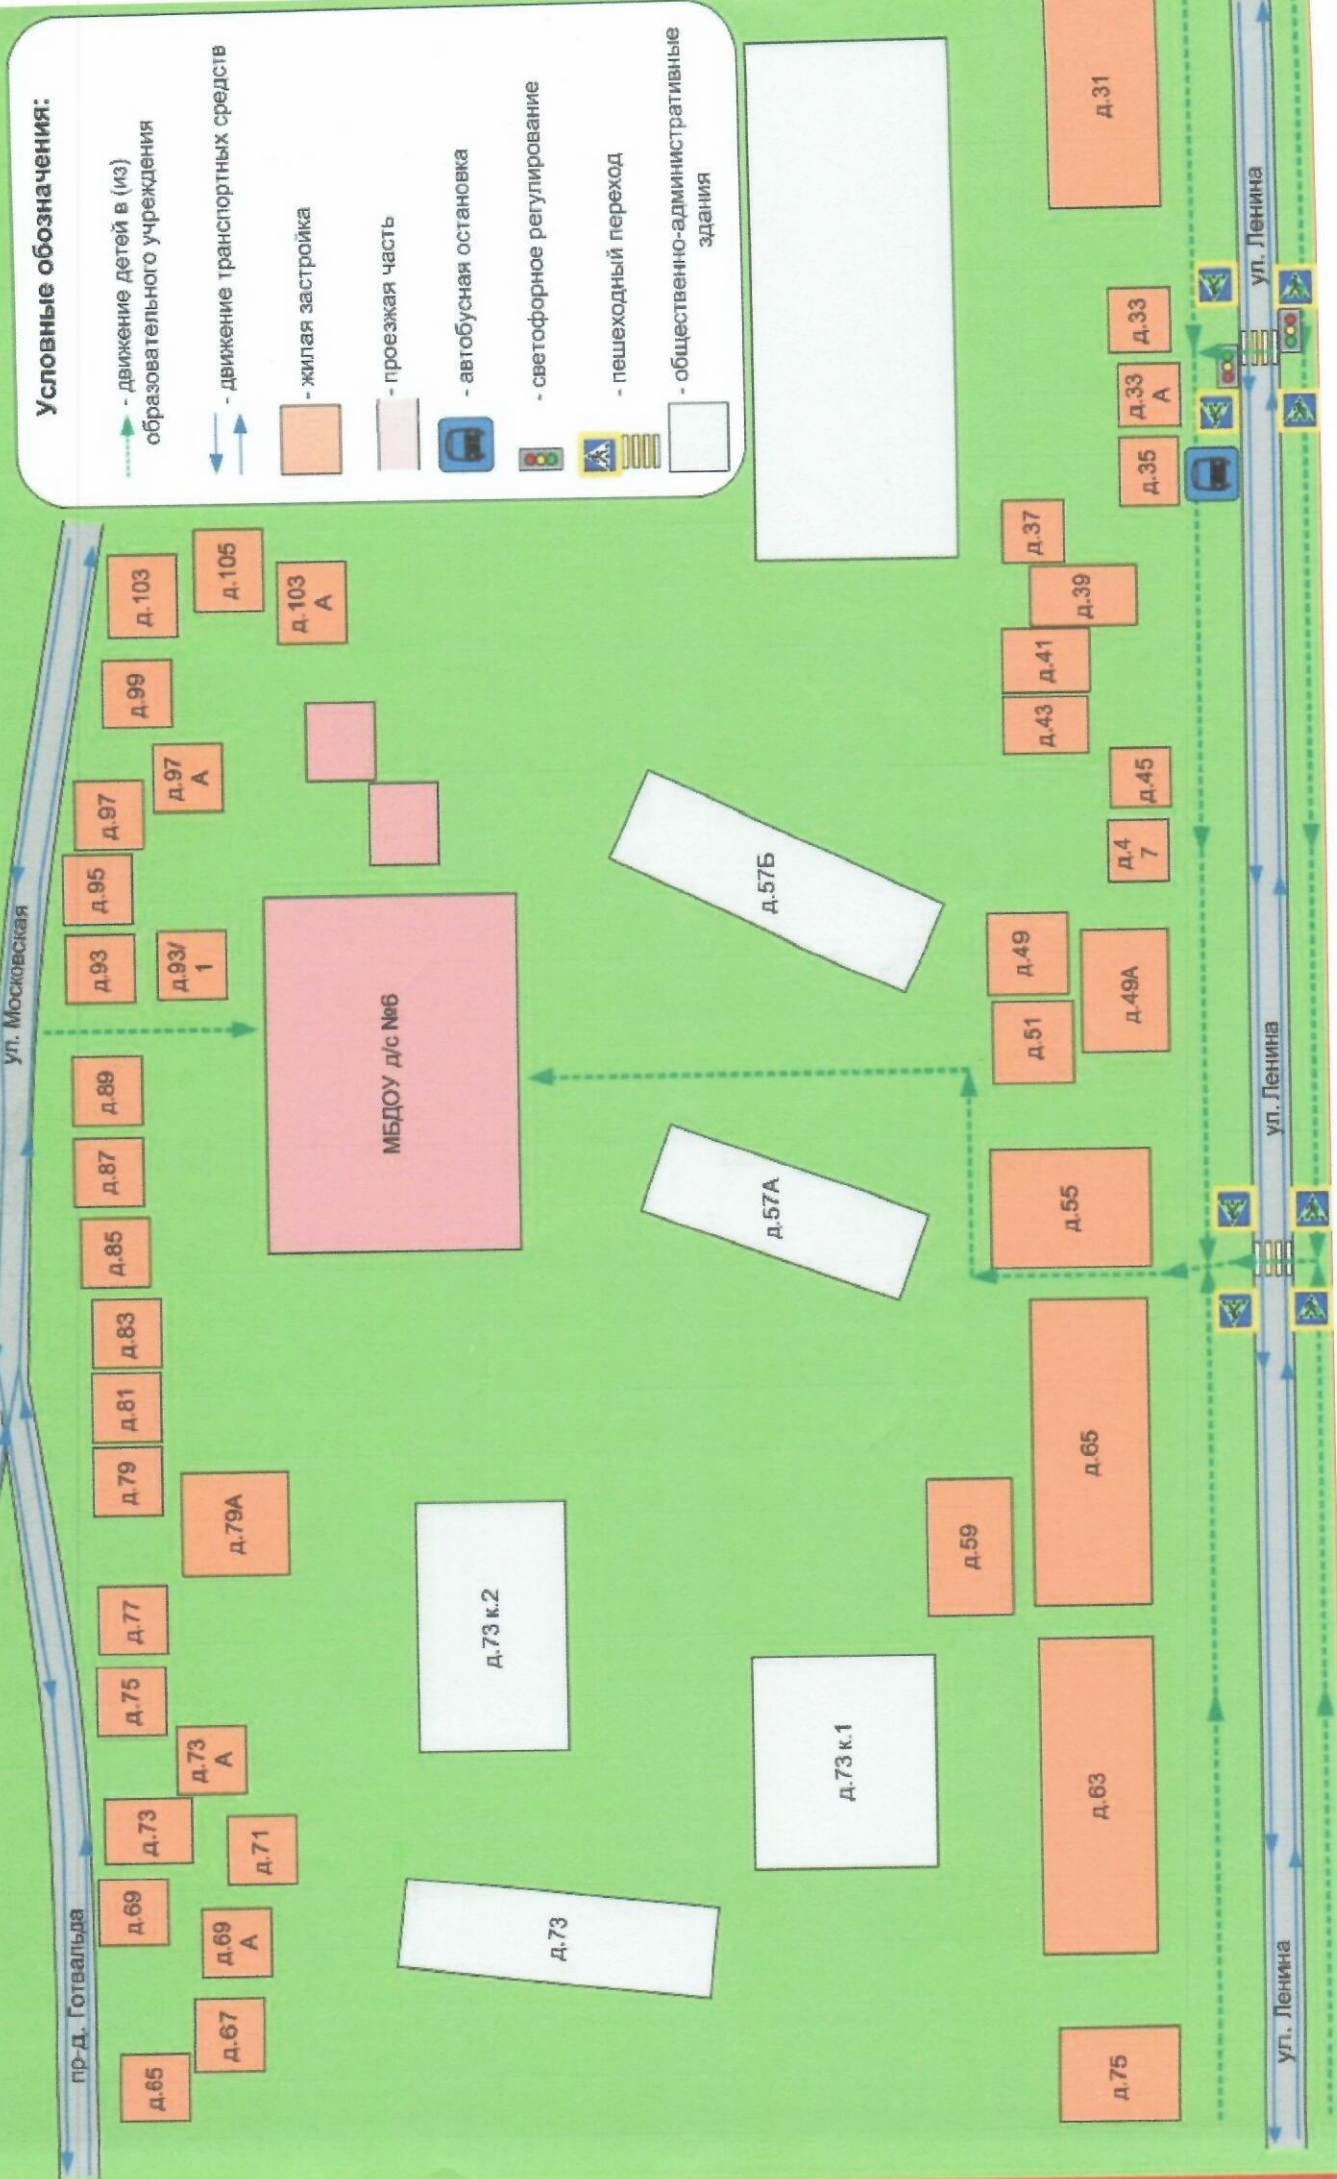 Условные обозначения:
- движение детей в (из)
образовательного учреждения
- движение транспортных средств
- жилая застройка
- проезжая часть
- автобусная остановка
- светофорное регулирование
- пешеходный переход
- общественно-административные
здания
пр-д. Готвальда
ул. Московская
д.65
д.67
д.69
д.69
А
д.71
д.73
д.73
А
д.75
д.77
д.79А
д.79
д.81
д.83
д.85
д.87
д.89
д.93
д.93/
1
д.95
д.97
д.97
А
д.99
д.103
д.105
д.103
А
МБДОУ д/с №6
д.73
д.73 к.2
д.73 к.1
д.57А
д.57Б
д.75
д.63
д.59
д.65
д.55
д.51
д.49
д.49А
д.4
7
д.45
д.43
д.41
д.39
д.37
д.35
д.33
А
д.33
д.31
ул. Ленина
ул. Ленина
ул. Ленина